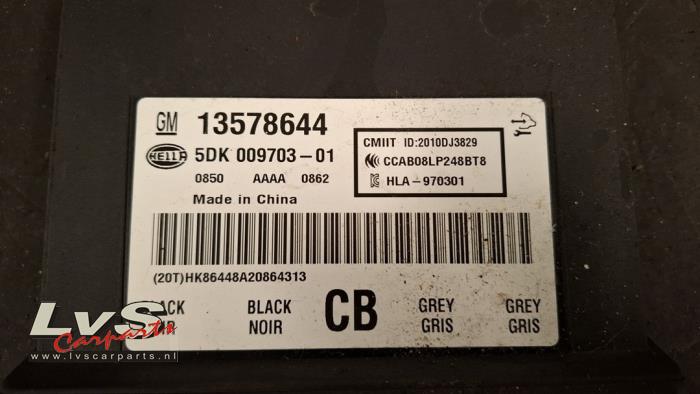 GM 13578644
HELLA 5DK 009703-01
0850 AAAA 0862
Made in China
CMIIT ID:2010DJ3829
CCAB08LP248BT8
HLA-970301
(20T)HK86448A20864313
BLACK CB GREY GREY
NOIR GRIS GRIS
LvS
Carparts
www.lvscarparts.nl